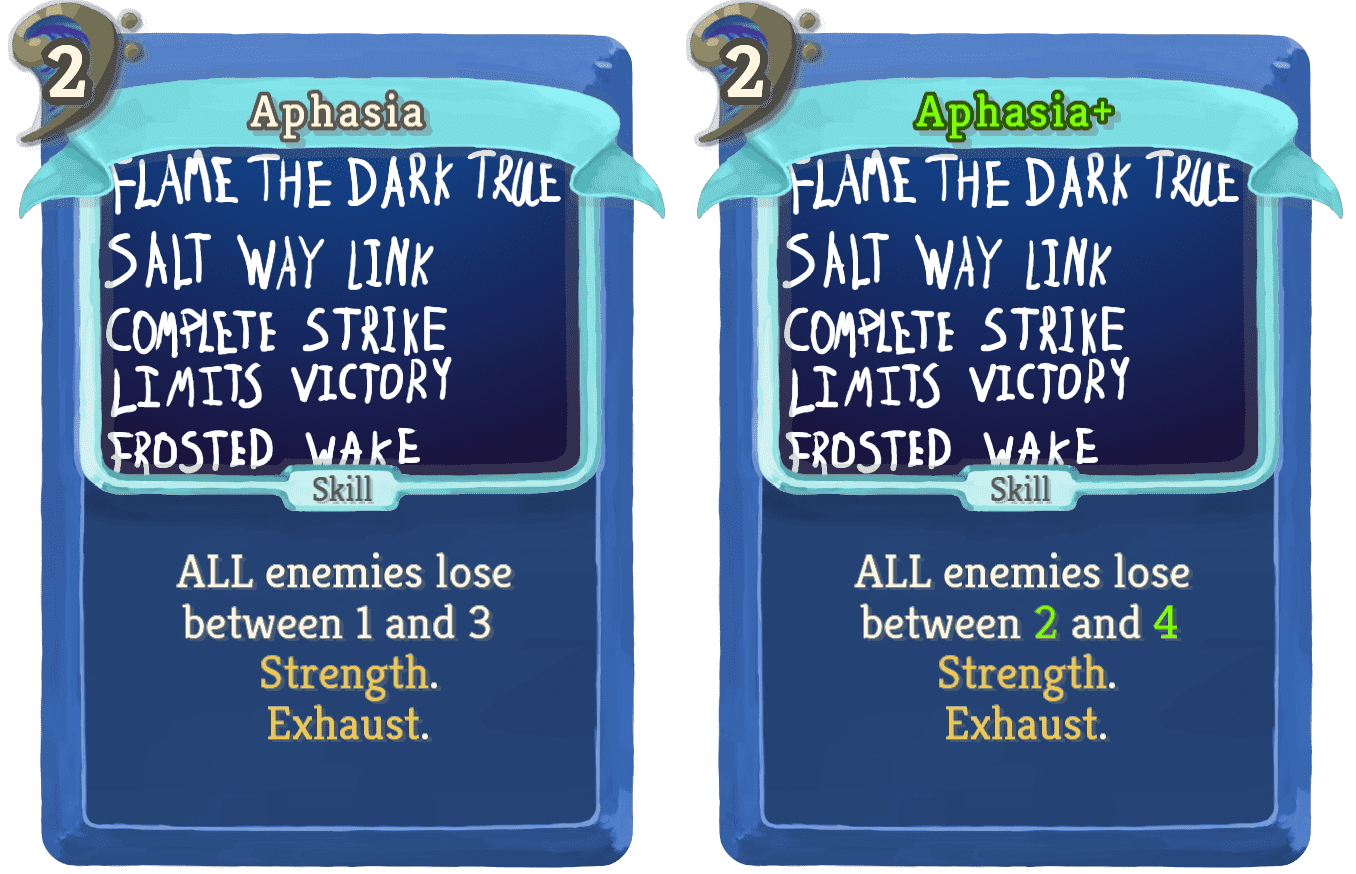 2
Aphasia
FLAME THE DARK TRUE
SALT WAY LINK
COMPLETE STRIKE
LIMITS VICTORY
FROSTED WAKE
Skill
ALL enemies lose
between 1 and 3
Strength.
Exhaust.
2
Aphasia+
FLAME THE DARK TRUE
SALT WAY LINK
COMPLETE STRIKE
LIMITS VICTORY
FROSTED WAKE
Skill
ALL enemies lose
between 2 and 4
Strength.
Exhaust.